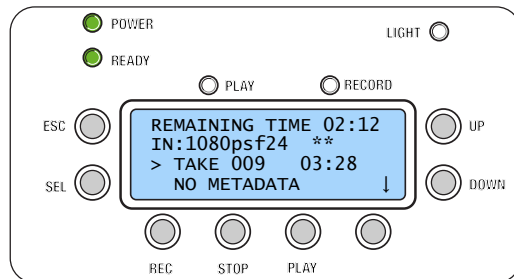 POWER
LIGHT
READY
PLAY
RECORD
ESC
REMAINING TIME 02:12
UP
IN:1080psf24 **
> TAKE 009 03:28
SEL
NO METADATA ↓
DOWN
REC
STOP
PLAY